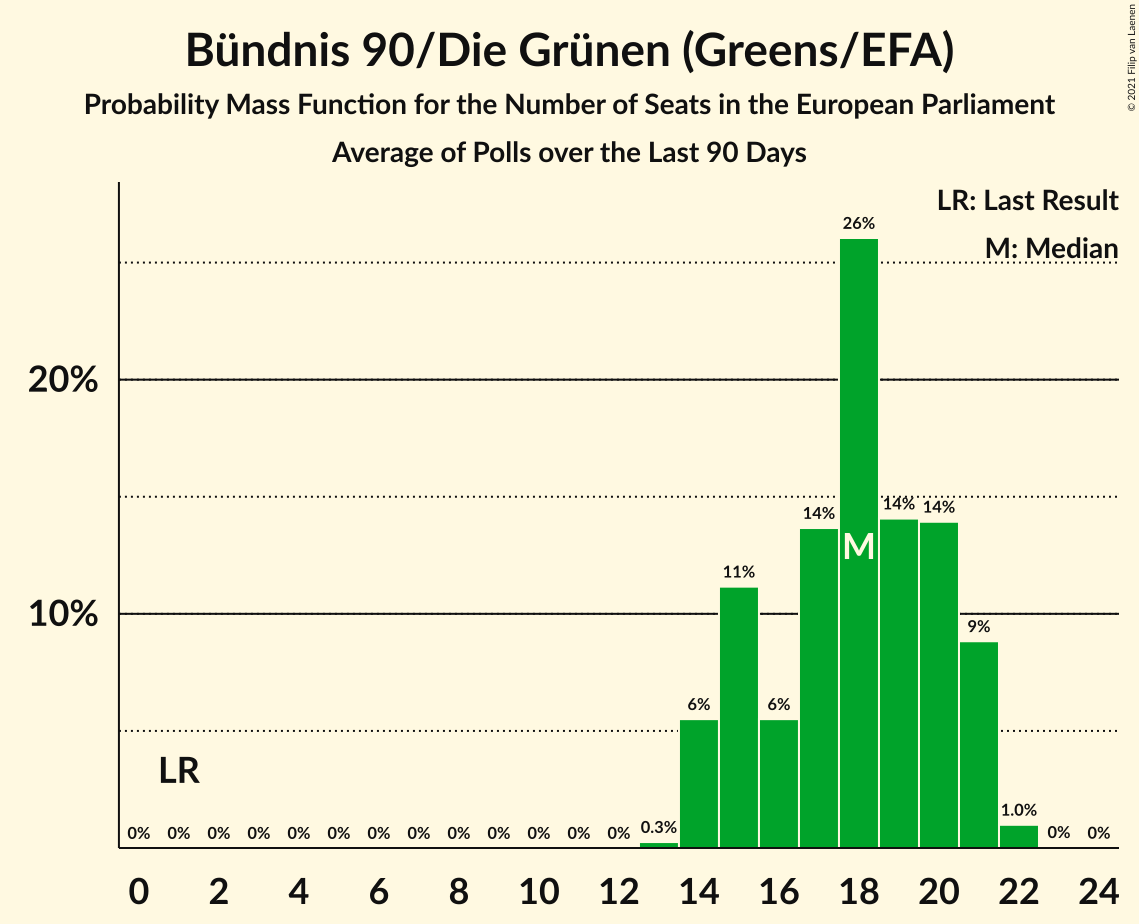 Bündnis 90/Die Grünen (Greens/EFA)
Probability Mass Function for the Number of Seats in the European Parliament
Average of Polls over the Last 90 Days
© 2021 Filip van Laenen
LR: Last Result
M: Median
26%
20%
14% 14% 14%
M
11%
10%
9%
6% 6%
LR
1.0%
0% 0% 0% 0% 0% 0% 0% 0% 0% 0% 0% 0% 0% 0.3% 0% 0%
0 2 4 6 8 10 12 14 16 18 20 22 24